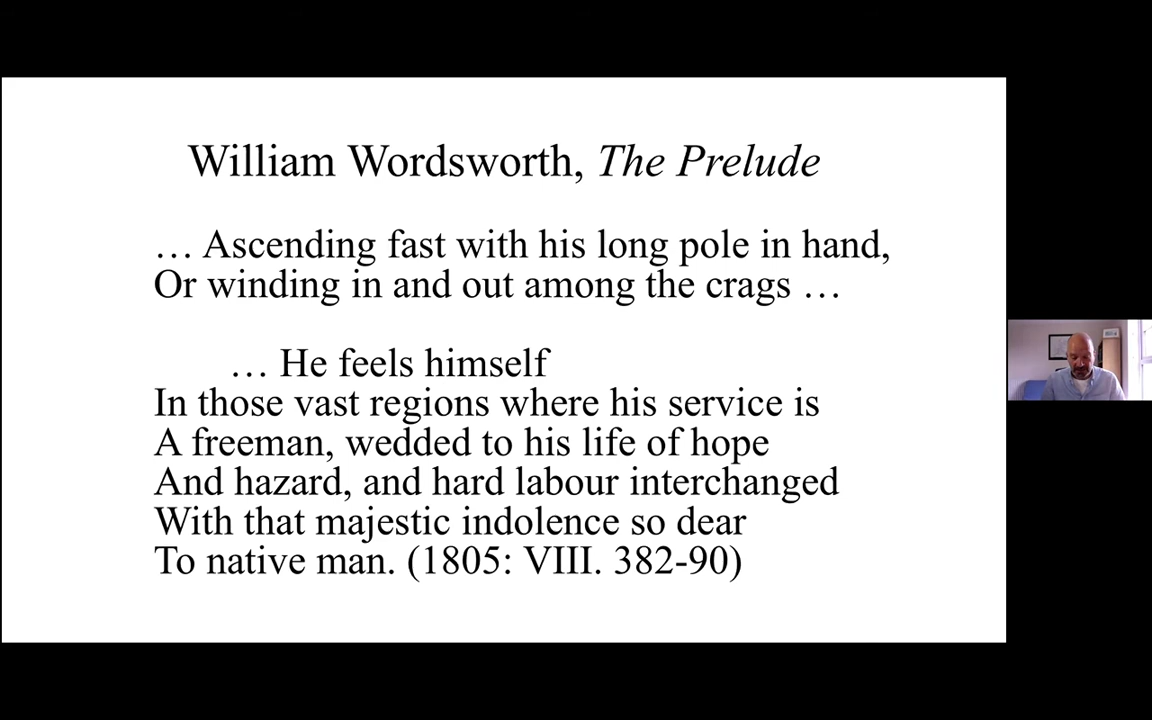 William Wordsworth, The Prelude
… Ascending fast with his long pole in hand,
Or winding in and out among the crags …
… He feels himself
In those vast regions where his service is
A freeman, wedded to his life of hope
And hazard, and hard labour interchanged
With that majestic indolence so dear
To native man. (1805: VIII. 382-90)